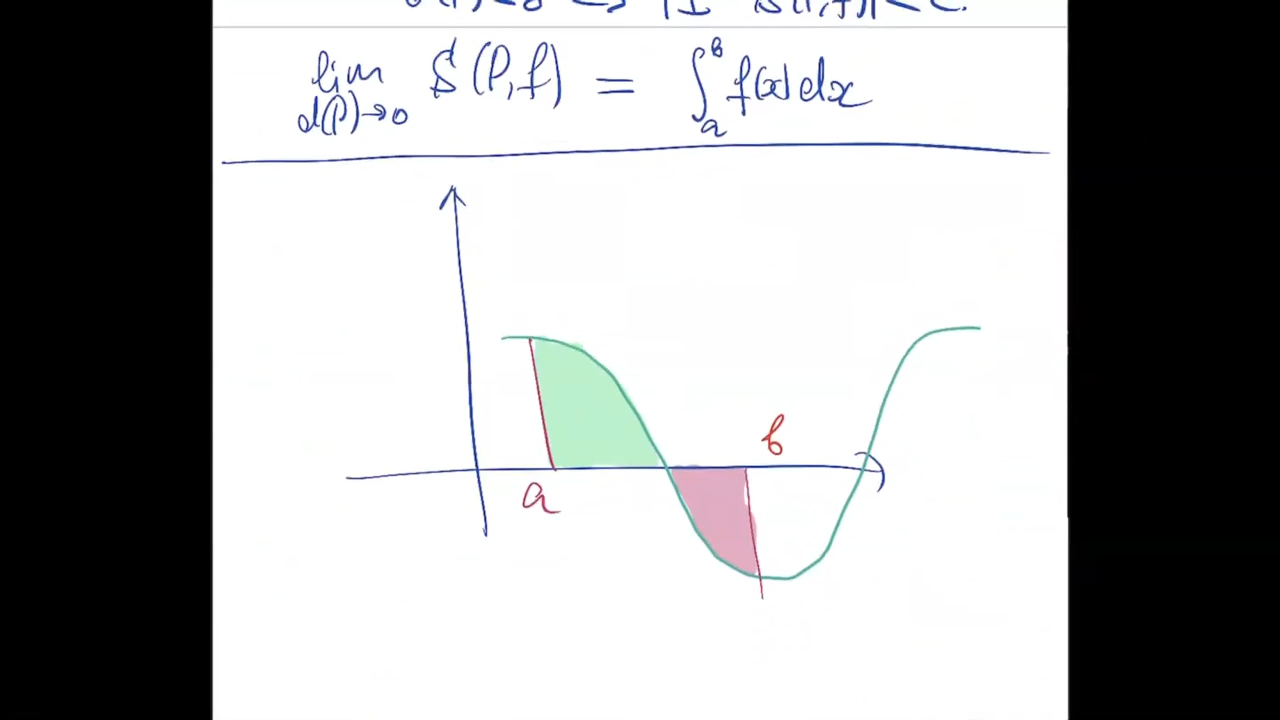 lim S(P,f) = ∫ₐᵇ f(x)dx
d(P)→0
b
a